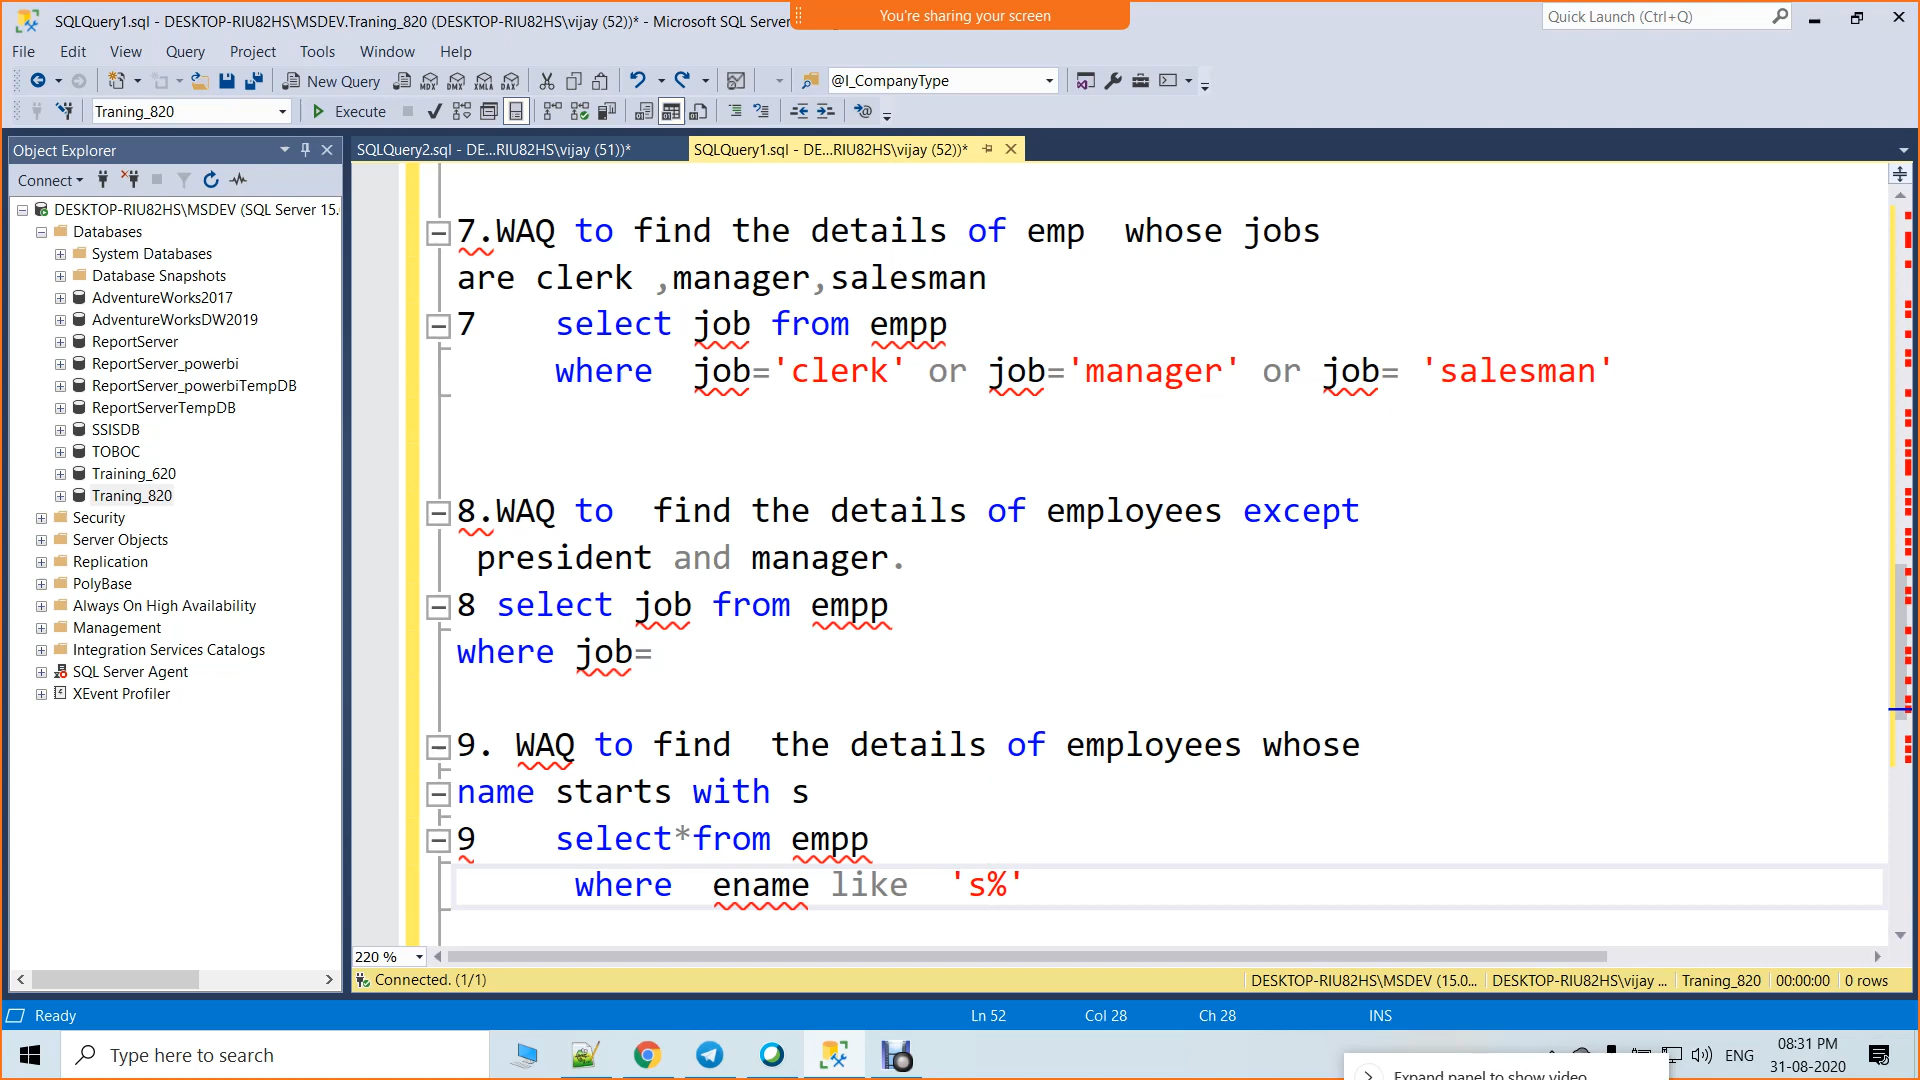 SQLQuery1.sql - DESKTOP-RIU82HS\MSDEV.Traning_820 (DESKTOP-RIU82HS\vijay (52))* - Microsoft SQL Server
You're sharing your screen
Quick Launch (Ctrl+Q)
File Edit View Query Project Tools Window Help
New Query
MDX DMX XMLA DAX
@I_CompanyType
Traning_820
Execute
Object Explorer
SQLQuery2.sql - DE...RIU82HS\vijay (51))*
SQLQuery1.sql - DE...RIU82HS\vijay (52))*
Connect
DESKTOP-RIU82HS\MSDEV (SQL Server 15.
Databases
System Databases
Database Snapshots
AdventureWorks2017
AdventureWorksDW2019
ReportServer
ReportServer_powerbi
ReportServer_powerbiTempDB
ReportServerTempDB
SSISDB
TOBOC
Training_620
Traning_820
Security
Server Objects
Replication
PolyBase
Always On High Availability
Management
Integration Services Catalogs
SQL Server Agent
XEvent Profiler
7.WAQ to find the details of emp  whose jobs
are clerk ,manager,salesman
7    select job from empp
     where  job='clerk' or job='manager' or job= 'salesman'
8.WAQ to  find the details of employees except
 president and manager.
8 select job from empp
where job=
9. WAQ to find  the details of employees whose
name starts with s
9    select*from empp
      where  ename like  's%'
220 %
Connected. (1/1)
DESKTOP-RIU82HS\MSDEV (15.0...
DESKTOP-RIU82HS\vijay ...
Traning_820
00:00:00
0 rows
Ready
Ln 52
Col 28
Ch 28
INS
Type here to search
ENG
08:31 PM
31-08-2020
Expand panel to show video